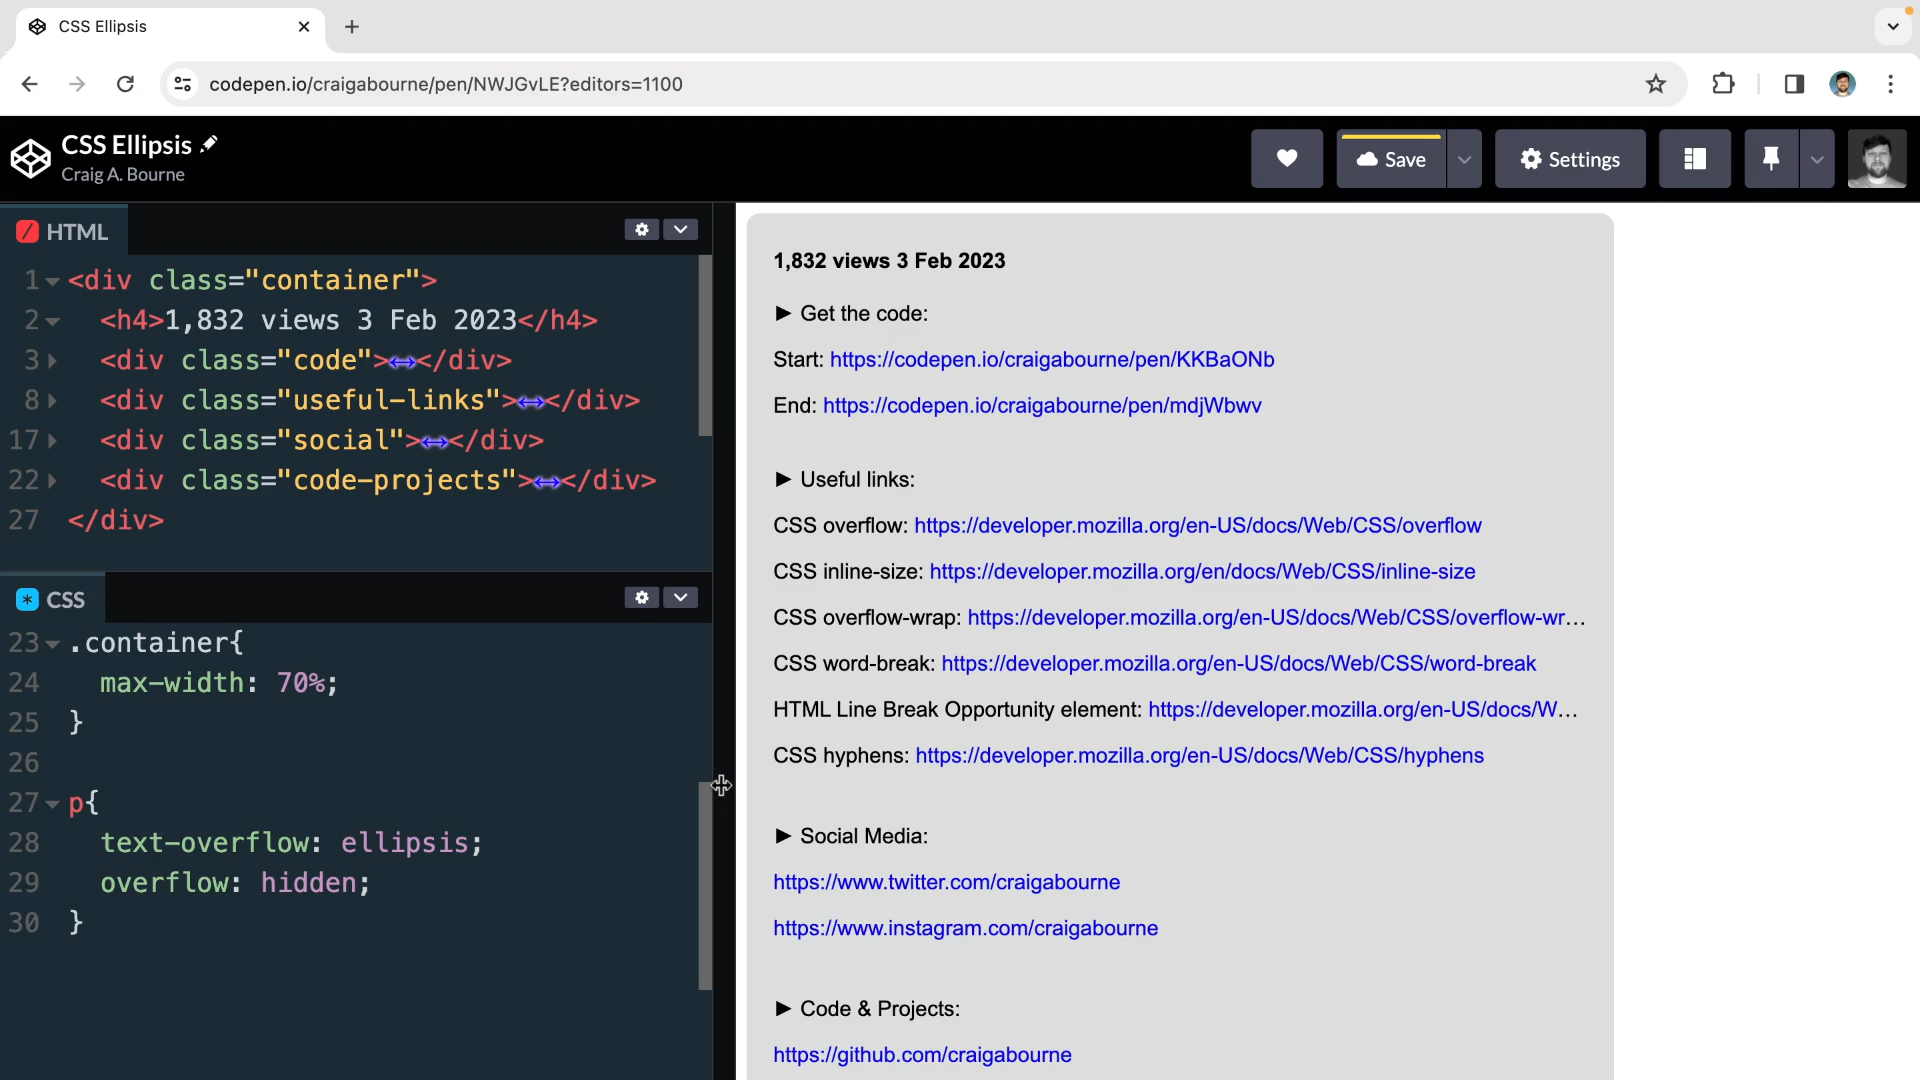 CSS Ellipsis
codepen.io/craigabourne/pen/NWJGvLE?editors=1100
CSS Ellipsis
Craig A. Bourne
Save
Settings
HTML
1 <div class="container">
2 <h4>1,832 views 3 Feb 2023</h4>
3 <div class="code">↔</div>
8 <div class="useful-links">↔</div>
17 <div class="social">↔</div>
22 <div class="code-projects">↔</div>
27 </div>
CSS
23 .container{
24 max-width: 70%;
25 }
26
27 p{
28 text-overflow: ellipsis;
29 overflow: hidden;
30 }
1,832 views 3 Feb 2023
► Get the code:
Start: https://codepen.io/craigabourne/pen/KKBaONb
End: https://codepen.io/craigabourne/pen/mdjWbwv
► Useful links:
CSS overflow: https://developer.mozilla.org/en-US/docs/Web/CSS/overflow
CSS inline-size: https://developer.mozilla.org/en/docs/Web/CSS/inline-size
CSS overflow-wrap: https://developer.mozilla.org/en-US/docs/Web/CSS/overflow-wr…
CSS word-break: https://developer.mozilla.org/en-US/docs/Web/CSS/word-break
HTML Line Break Opportunity element: https://developer.mozilla.org/en-US/docs/W…
CSS hyphens: https://developer.mozilla.org/en-US/docs/Web/CSS/hyphens
► Social Media:
https://www.twitter.com/craigabourne
https://www.instagram.com/craigabourne
► Code & Projects:
https://github.com/craigabourne